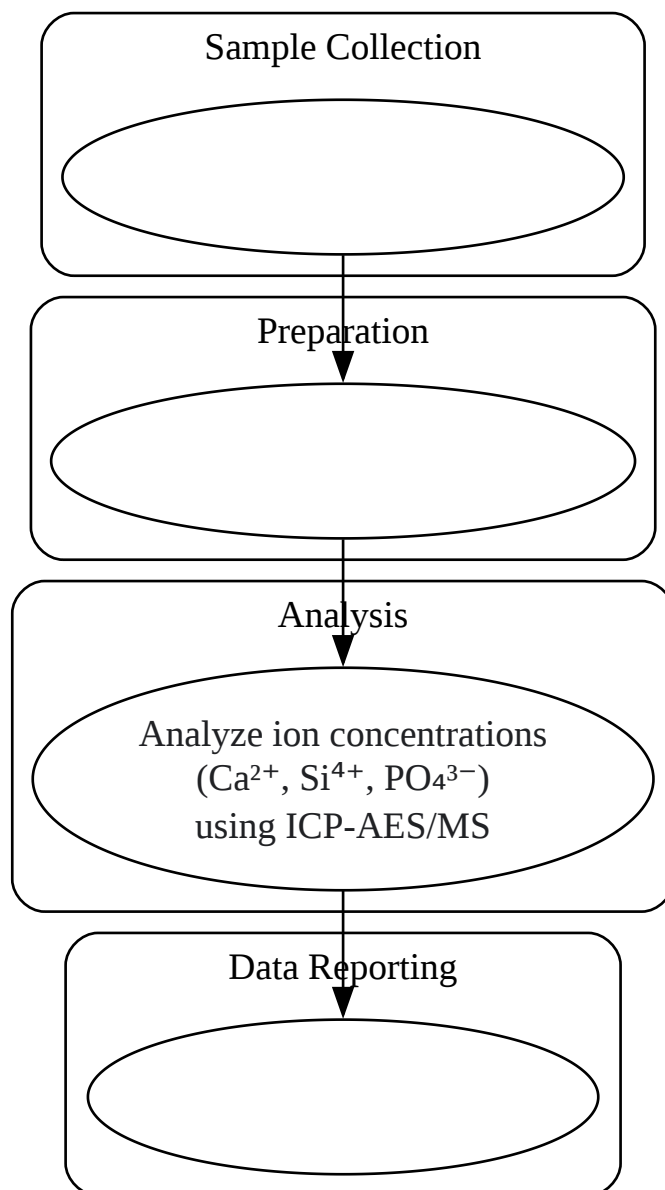 Sample Collection
Preparation
Analysis
Analyze ion concentrations
(Ca²⁺, Si⁴⁺, PO₄³⁻)
using ICP-AES/MS
Data Reporting